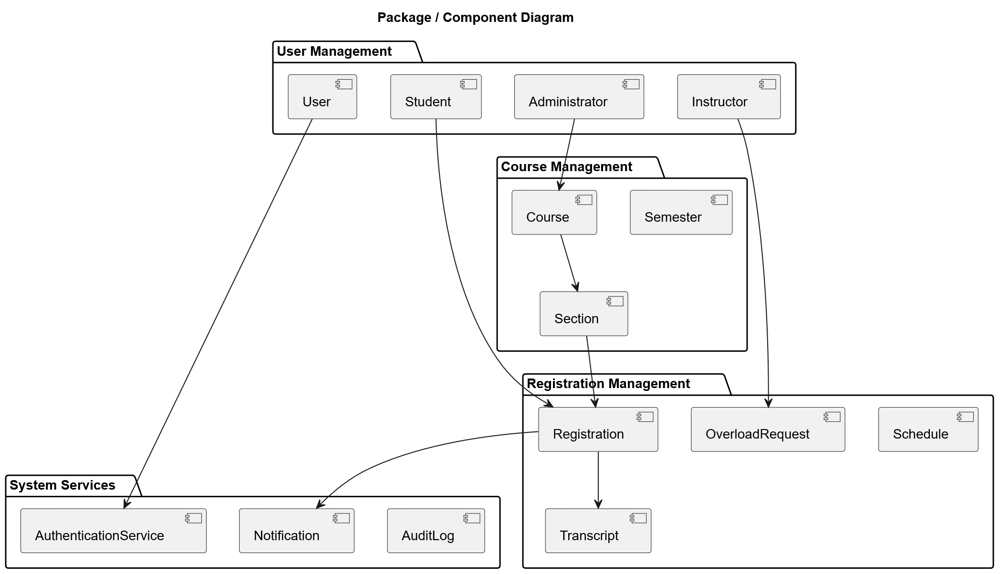 Package / Component Diagram
User Management
User
Student
Administrator
Instructor
Course Management
Course
Semester
Section
Registration Management
Registration
OverloadRequest
Schedule
System Services
AuthenticationService
Notification
AuditLog
Transcript